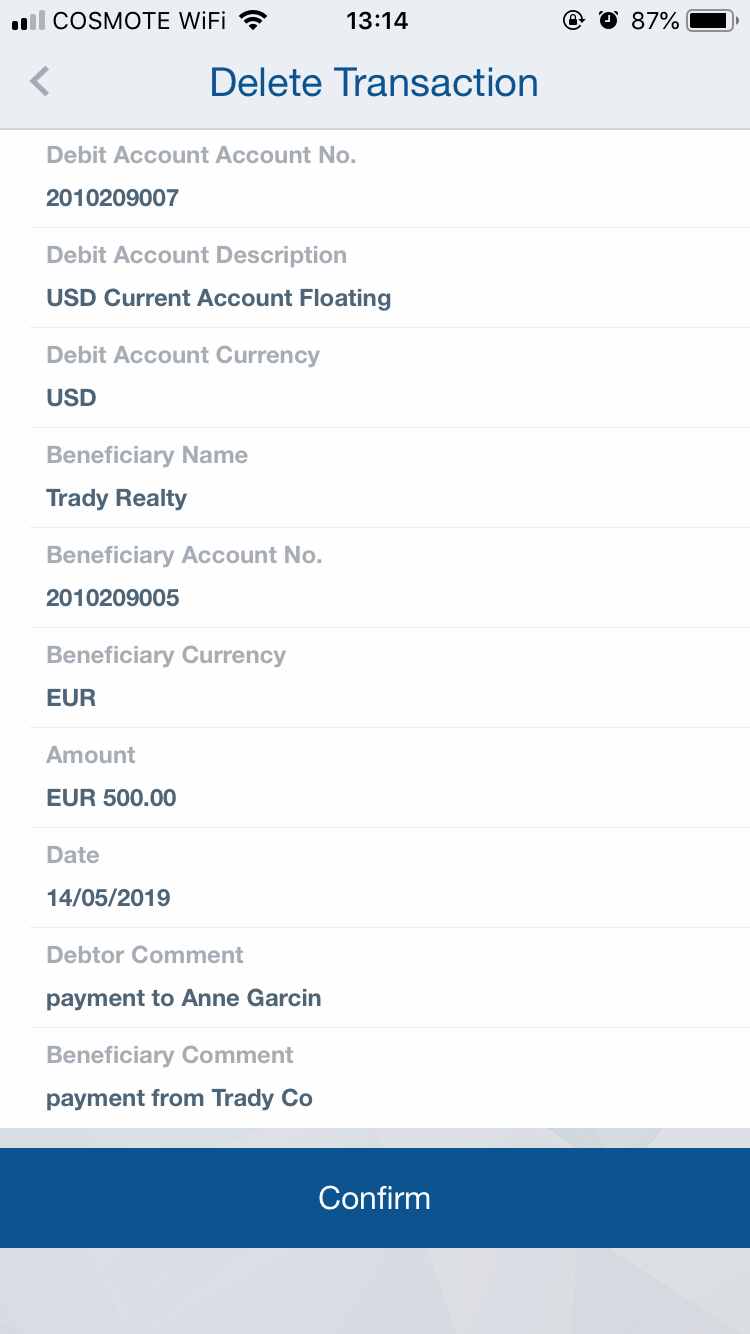 COSMOTE WiFi 13:14 87%
Delete Transaction
Debit Account Account No.
2010209007
Debit Account Description
USD Current Account Floating
Debit Account Currency
USD
Beneficiary Name
Trady Realty
Beneficiary Account No.
2010209005
Beneficiary Currency
EUR
Amount
EUR 500.00
Date
14/05/2019
Debtor Comment
payment to Anne Garcin
Beneficiary Comment
payment from Trady Co
Confirm